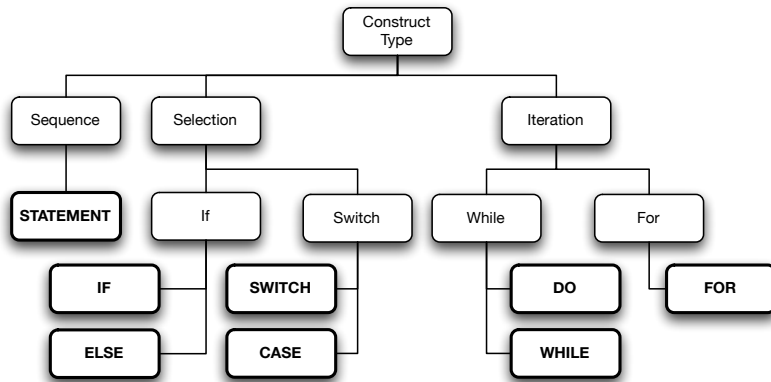 Construct
Type
Sequence
Selection
Iteration
STATEMENT
If
Switch
While
For
IF
SWITCH
DO
FOR
ELSE
CASE
WHILE